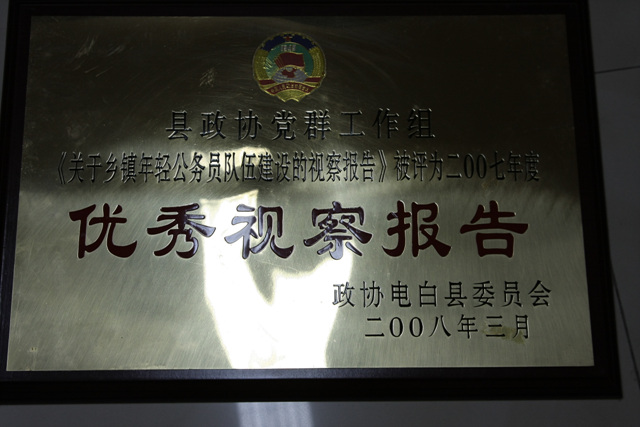 县政协党群工作组
《关于乡镇年轻公务员队伍建设的视察报告》被评为二00七年度
优秀视察报告
政协电白县委员会
二00八年三月